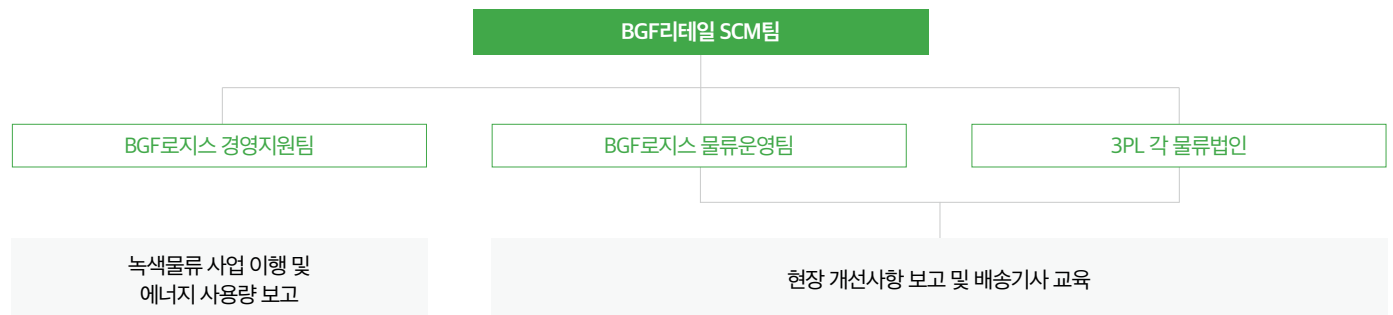 BGF리테일 SCM팀
BGF로지스 경영지원팀
BGF로지스 물류운영팀
3PL 각 물류법인
녹색물류 사업 이행 및
에너지 사용량 보고
현장 개선사항 보고 및 배송기사 교육